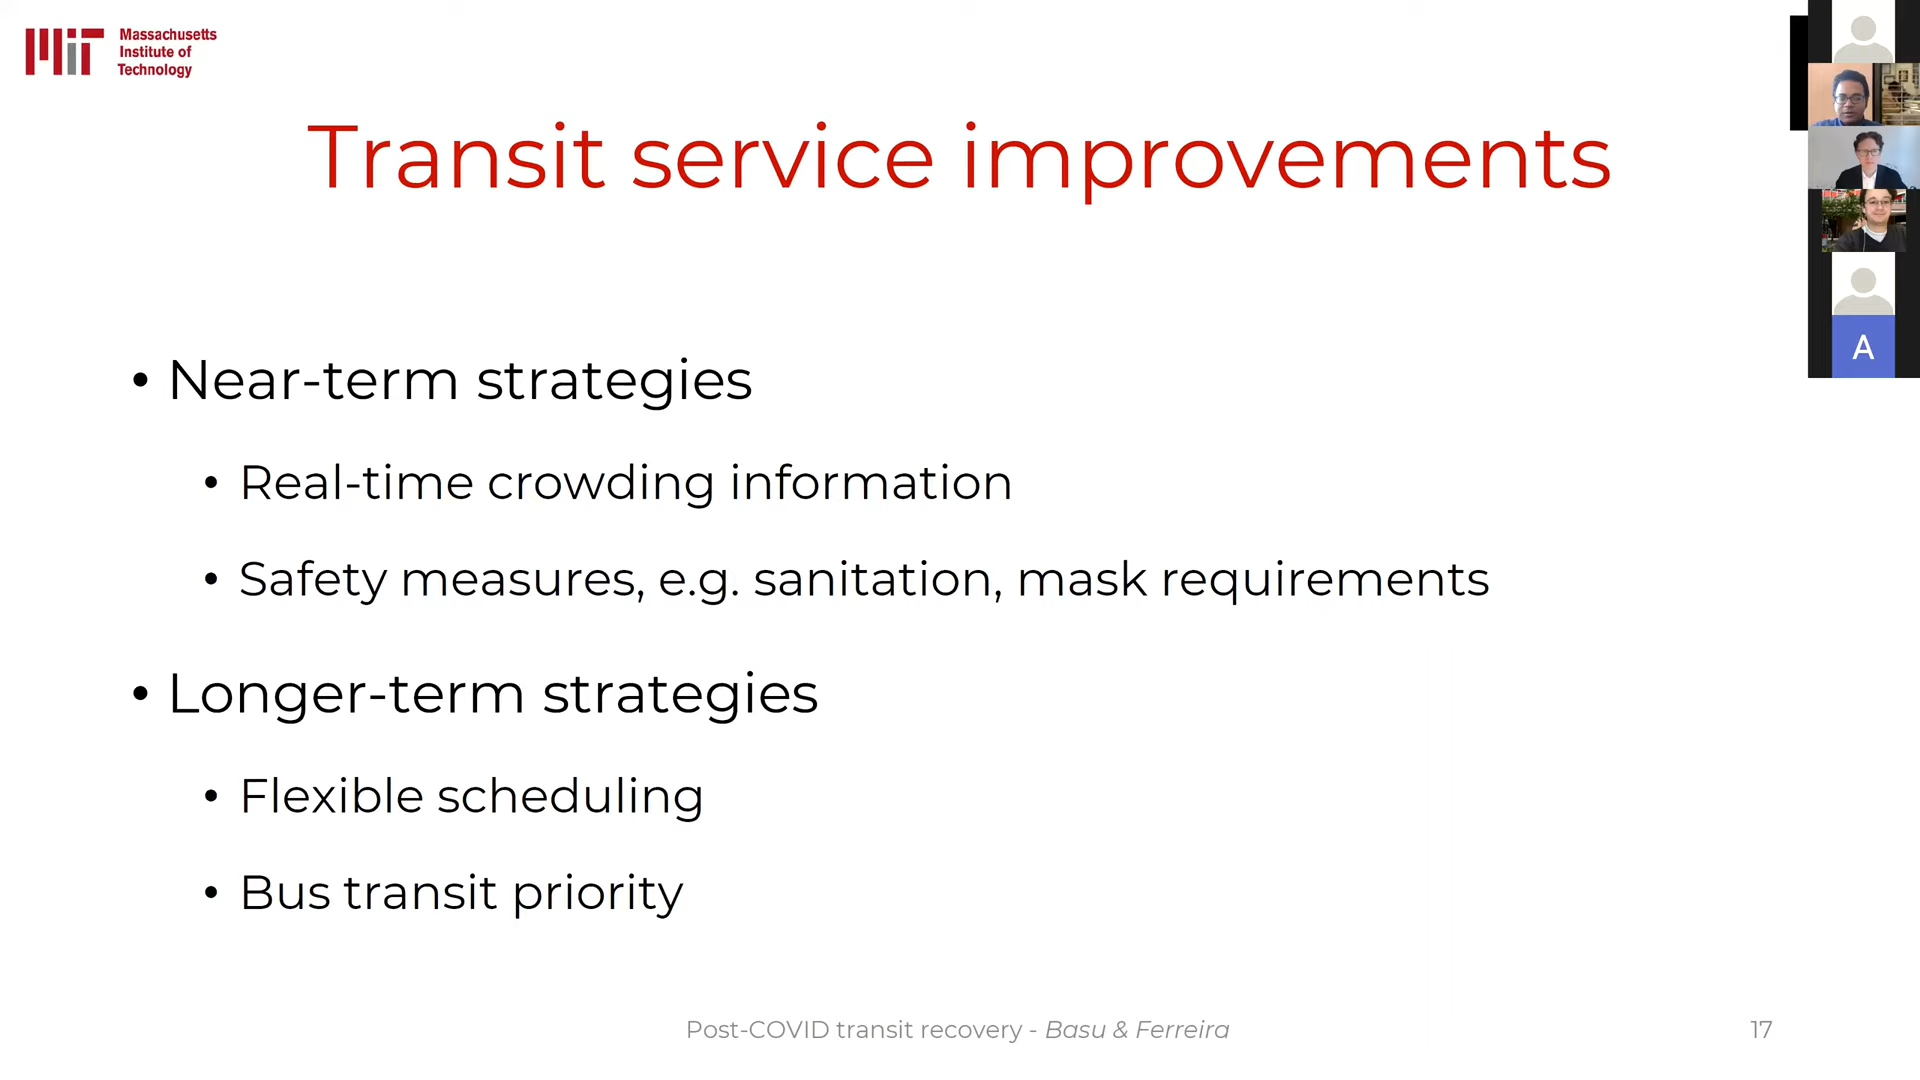 Massachusetts
Institute of
Technology
Transit service improvements
• Near-term strategies
• Real-time crowding information
• Safety measures, e.g. sanitation, mask requirements
• Longer-term strategies
• Flexible scheduling
• Bus transit priority
Post-COVID transit recovery - Basu & Ferreira
17
A